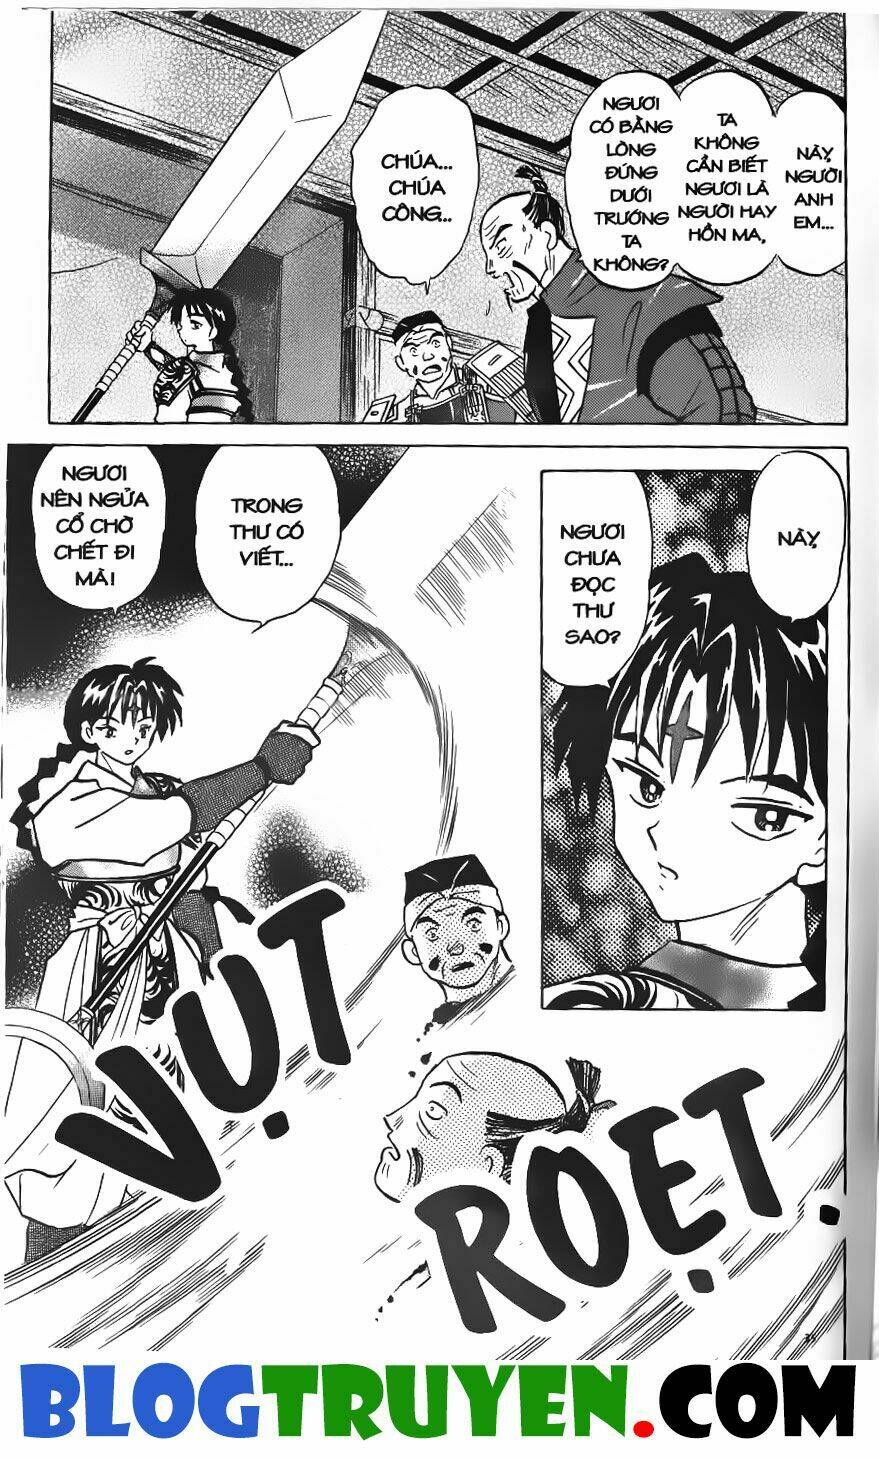 NÀY,
NGƯỜI
ANH
EM...
TA
KHÔNG
CẦN BIẾT
NGƯƠI LÀ
NGƯỜI HAY
HỒN MA,
NGƯƠI
CÓ BẰNG
LÒNG
ĐỨNG
DƯỚI
TRƯỚNG
TA
KHÔNG?
CHÚA...
CHÚA
CÔNG...
NÀY,
NGƯƠI
CHƯA
ĐỌC
THƯ
SAO?
TRONG
THƯ CÓ
VIẾT...
NGƯƠI
NÊN NGỬA
CỔ CHỜ
CHẾT ĐI
MÀ!
VỤT
ROẸT.
BLOGTRUYEN.COM